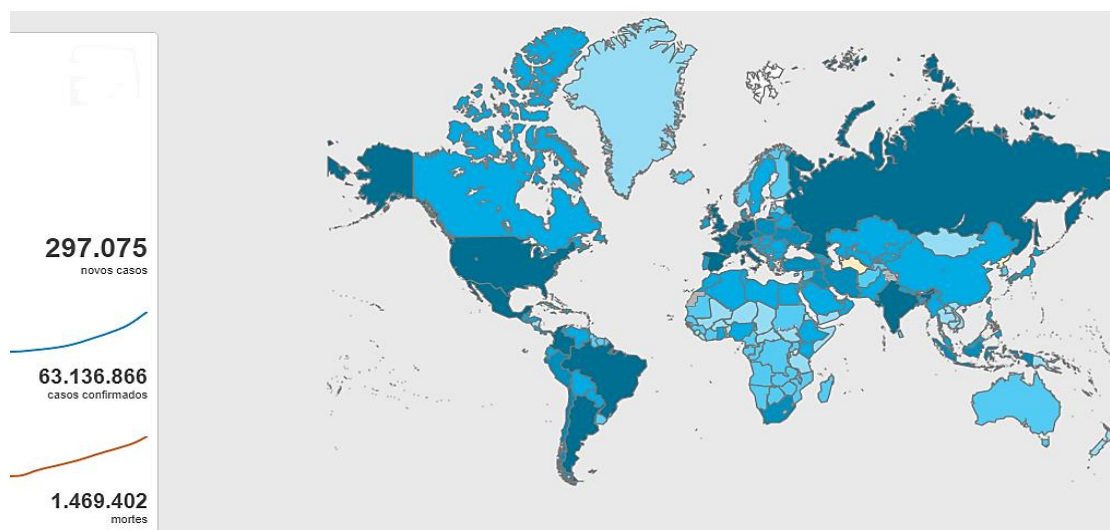 297.075
novos casos
63.136.866
casos confirmados
1.469.402
mortes